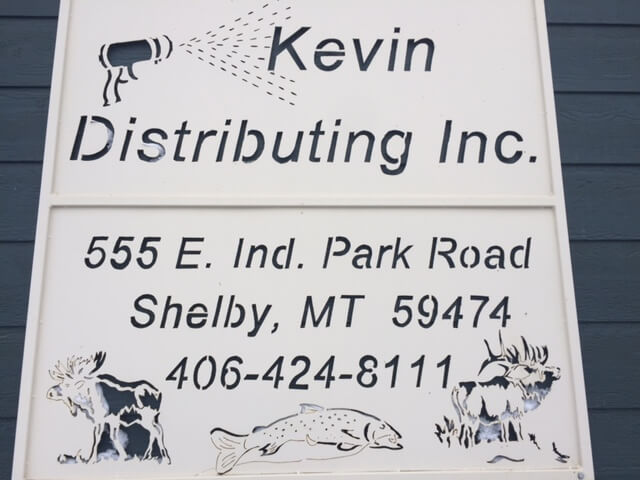 Kevin
Distributing Inc.
555 E. Ind. Park Road
Shelby, MT 59474
406-424-8111